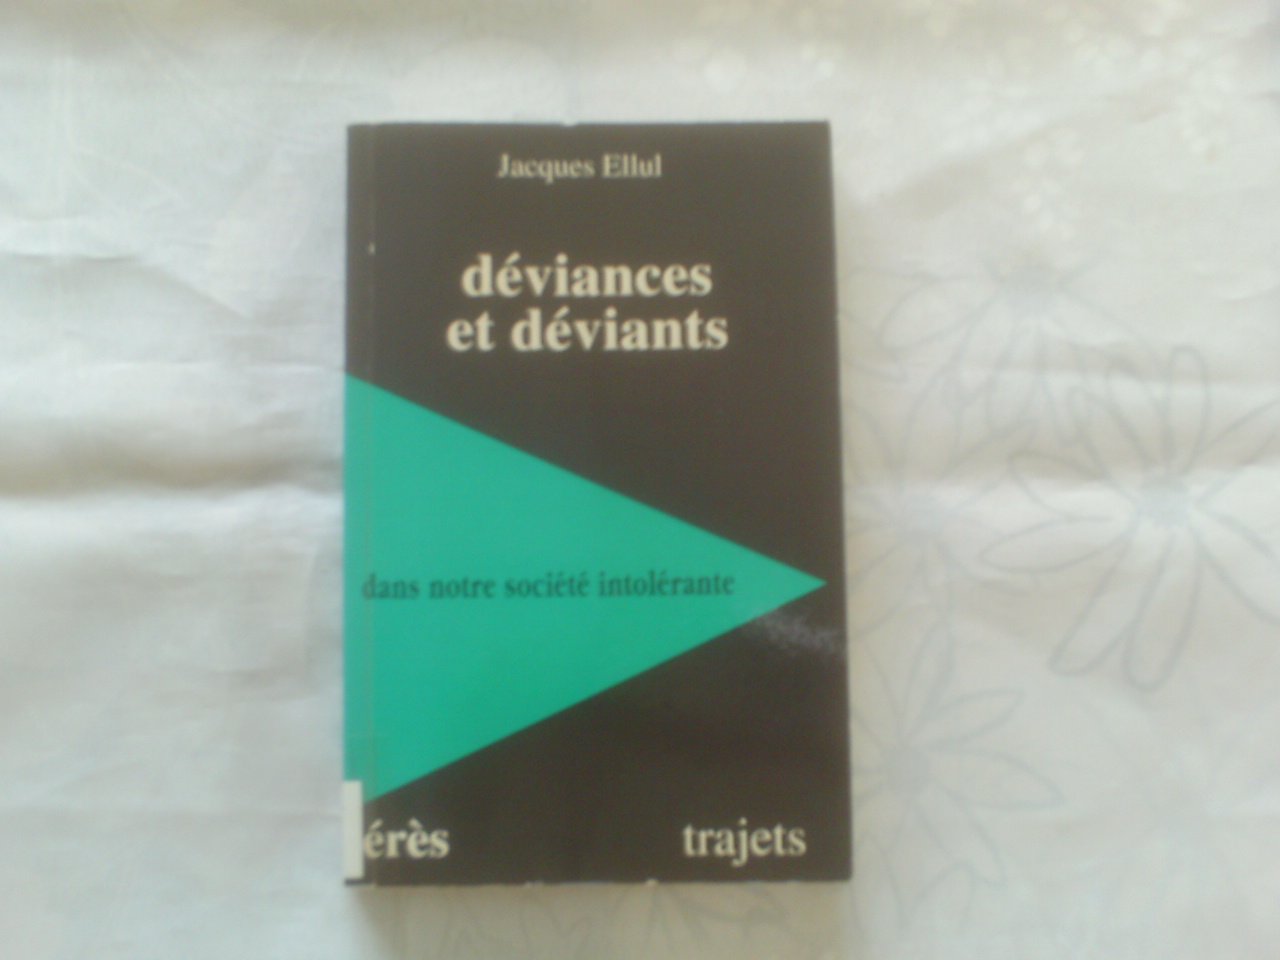 Jacques Ellul
déviances
et déviants
dans notre société intolérante
érès
trajets